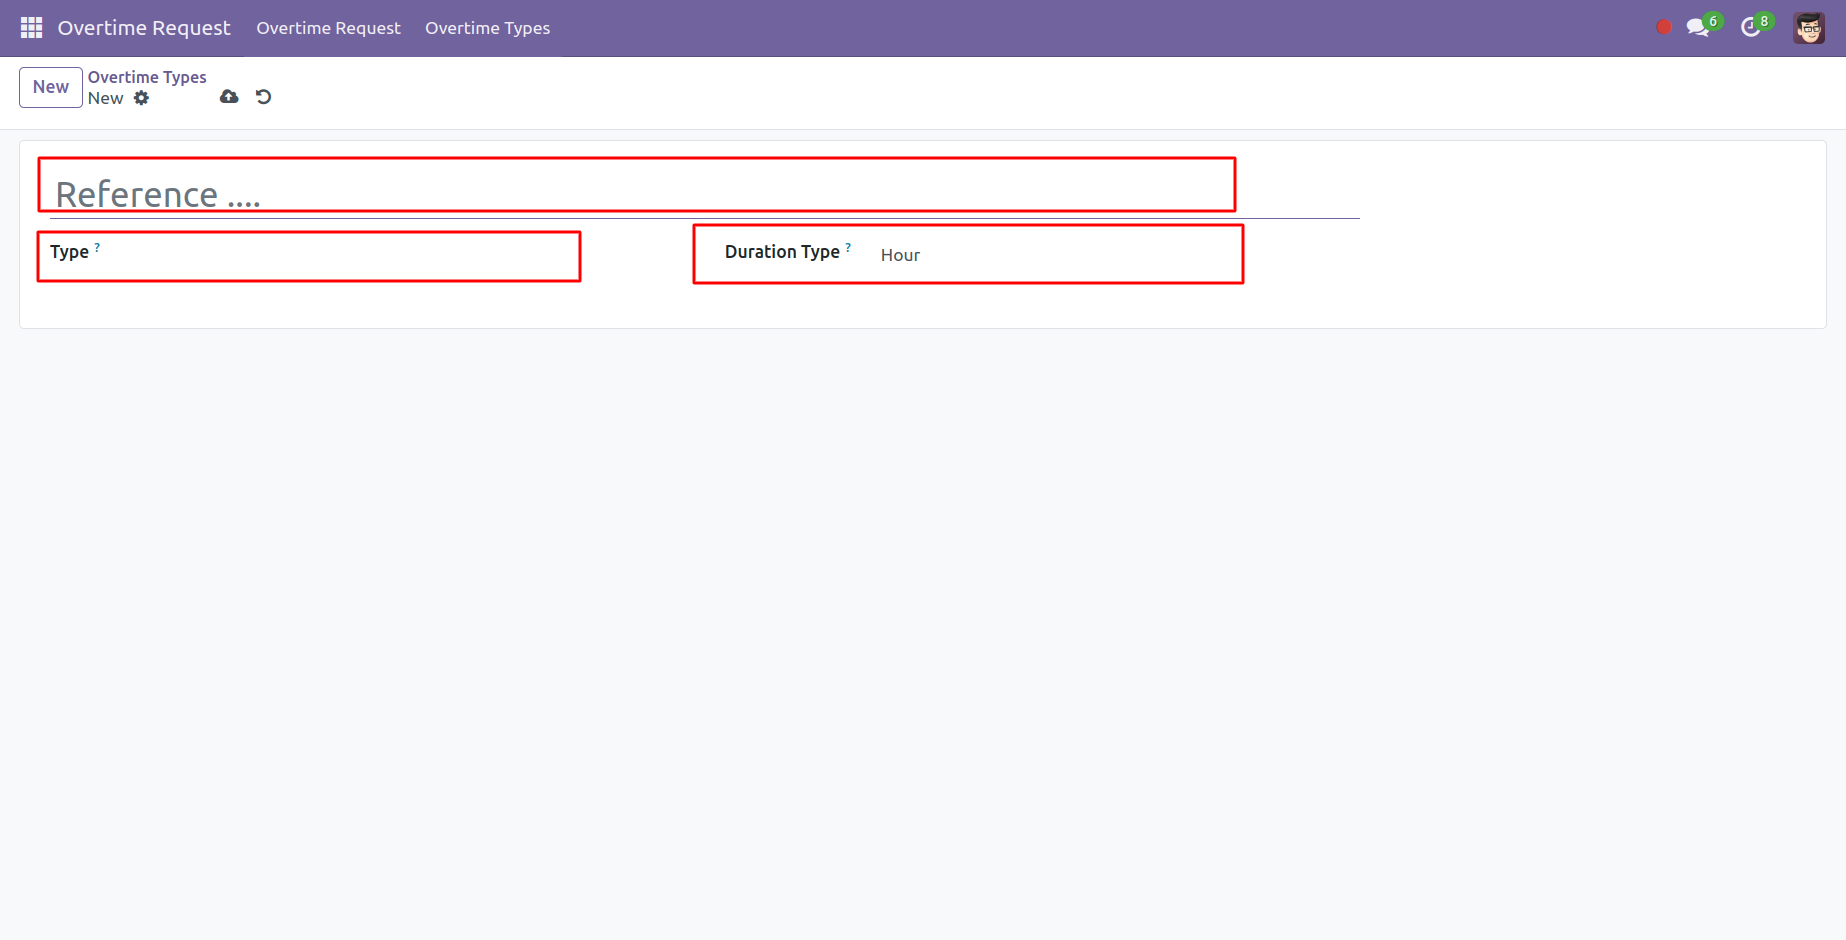 Overtime Request Overtime Request Overtime Types 6 8
New Overtime Types
New
Reference ....
Type ? Duration Type ? Hour